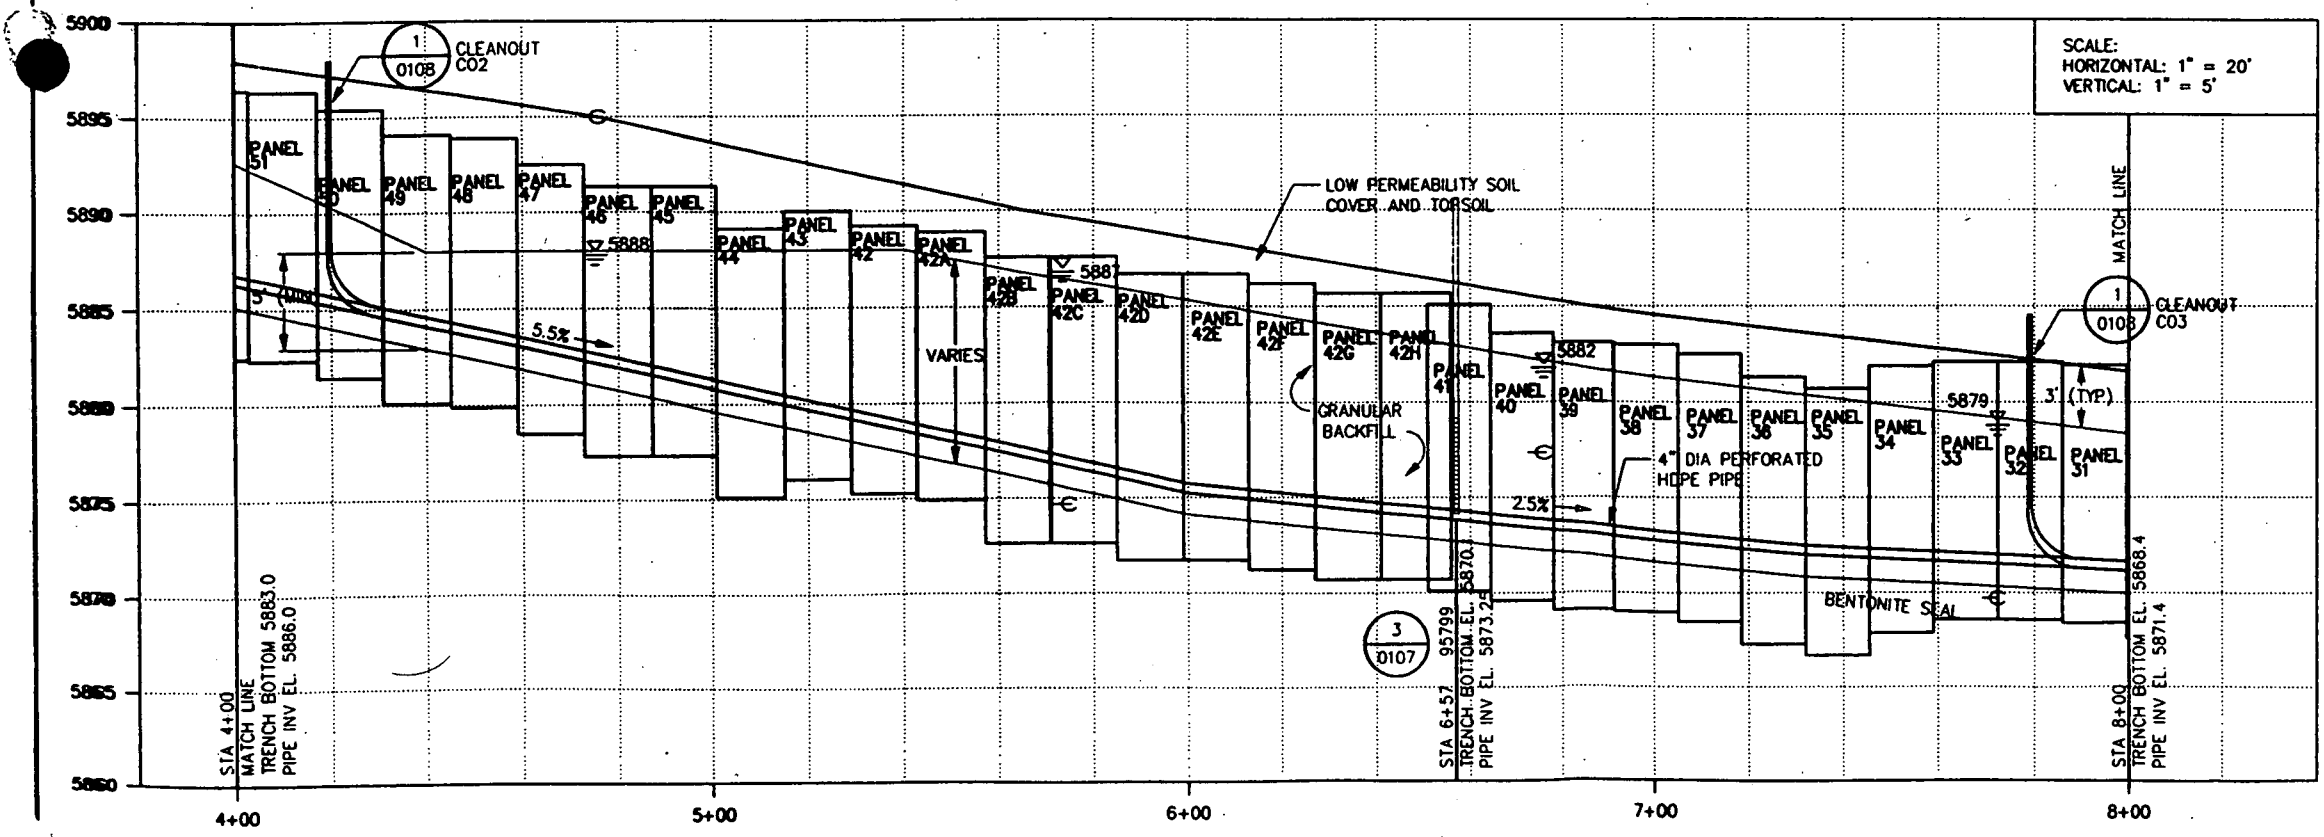 5900
5895
5890
5885
5880
5875
5870
5865
5860
1
0108
CLEANOUT
CO2
SCALE:
HORIZONTAL: 1" = 20'
VERTICAL: 1" = 5'
PANEL
51
PANEL
50
PANEL
49
PANEL
48
PANEL
47
PANEL
46
PANEL
45
PANEL
44
PANEL
43
PANEL
42
PANEL
42A
PANEL
42B
PANEL
42C
PANEL
42D
PANEL
42E
PANEL
42F
PANEL
42G
PANEL
42H
PANEL
41
PANEL
40
PANEL
39
PANEL
38
PANEL
37
PANEL
36
PANEL
35
PANEL
34
PANEL
33
PANEL
32
PANEL
31
5888
5887
5882
5879
LOW PERMEABILITY SOIL
COVER AND TOPSOIL
MATCH LINE
1
0108
CLEANOUT
CO3
5' (MIN)
5.5%
VARIES
GRANULAR
BACKFILL
3' (TYP)
4" DIA PERFORATED
HDPE PIPE
2.5%
BENTONITE SEAL
3
0107
STA 4+00
MATCH LINE
TRENCH BOTTOM 5883.0
PIPE INV EL. 5886.0
STA 6+57 95799
TRENCH BOTTOM EL. 5870.
PIPE INV EL. 5873.25
STA 8+00
TRENCH BOTTOM EL. 5868.4
PIPE INV EL. 5871.4
4+00
5+00
6+00
7+00
8+00